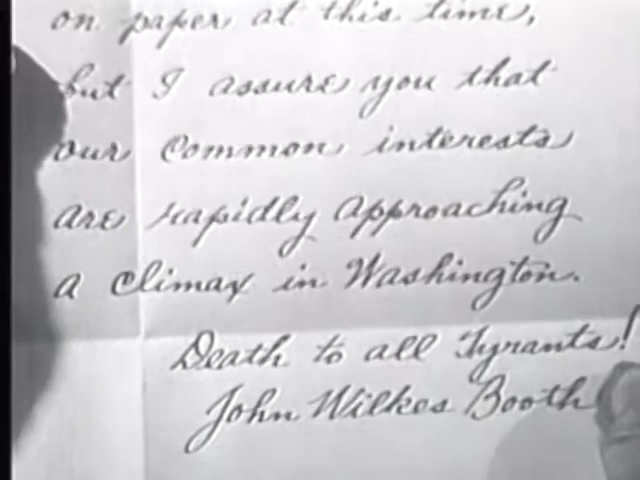 on paper at this time,
but I assure you that
our common interests
are rapidly approaching
a climax in Washington.
Death to all Tyrants!
John Wilkes Booth